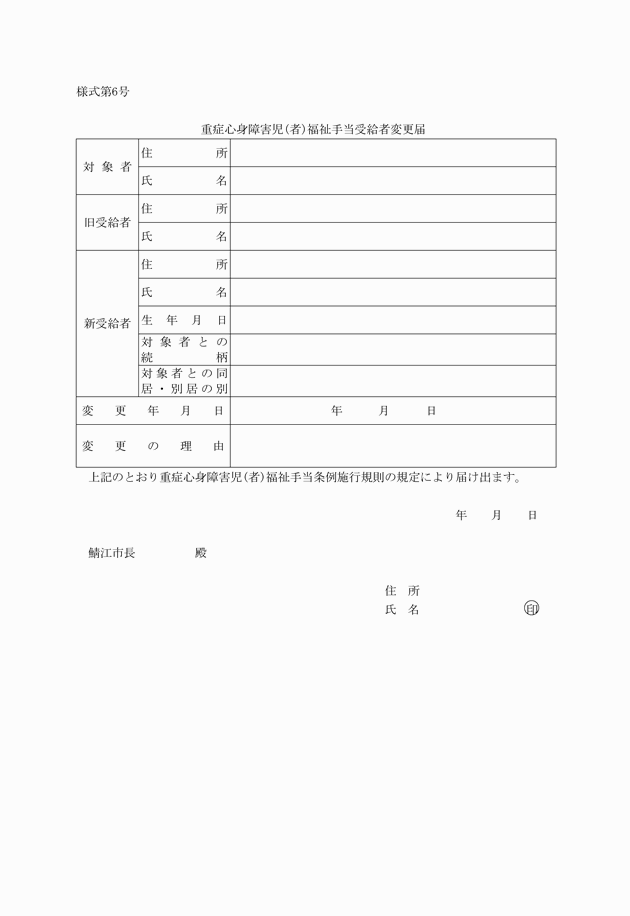 様式第6号
重症心身障害児(者)福祉手当受給者変更届
対象者
住所
氏名
旧受給者
住所
氏名
新受給者
住所
氏名
生年月日
対象者との
続柄
対象者との同
居・別居の別
変更年月日
年 月 日
変更の理由
上記のとおり重症心身障害児(者)福祉手当条例施行規則の規定により届け出ます。
年 月 日
鯖江市長 殿
住所
氏名 印